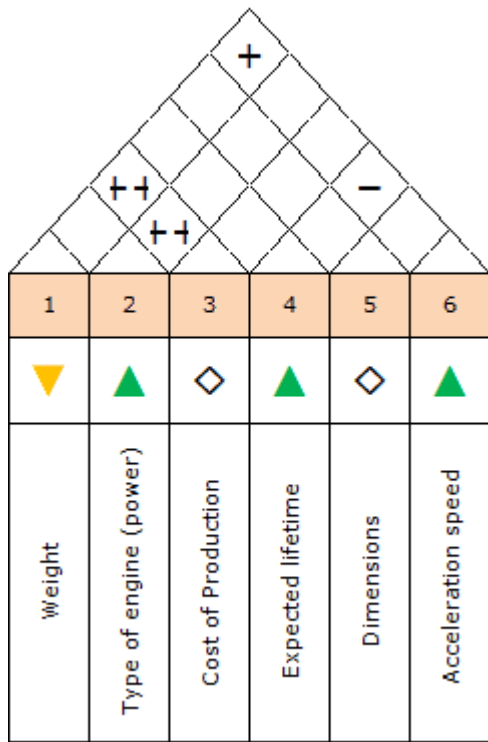 +
++
−
++
1 2 3 4 5 6
Weight
Type of engine (power)
Cost of Production
Expected lifetime
Dimensions
Acceleration speed